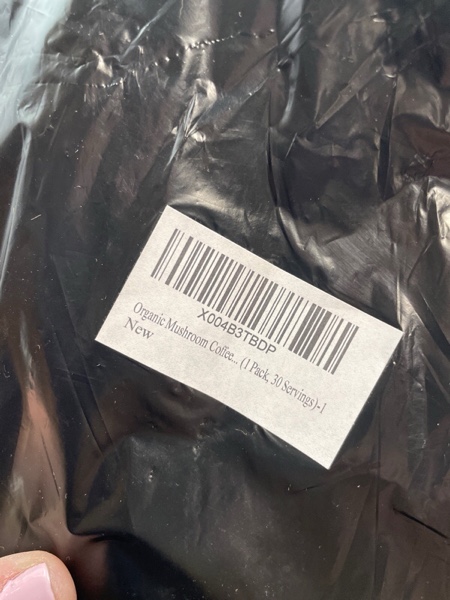 X004B3TBDP
Organic Mushroom Coffee... (1 Pack, 30 Servings)-1
New